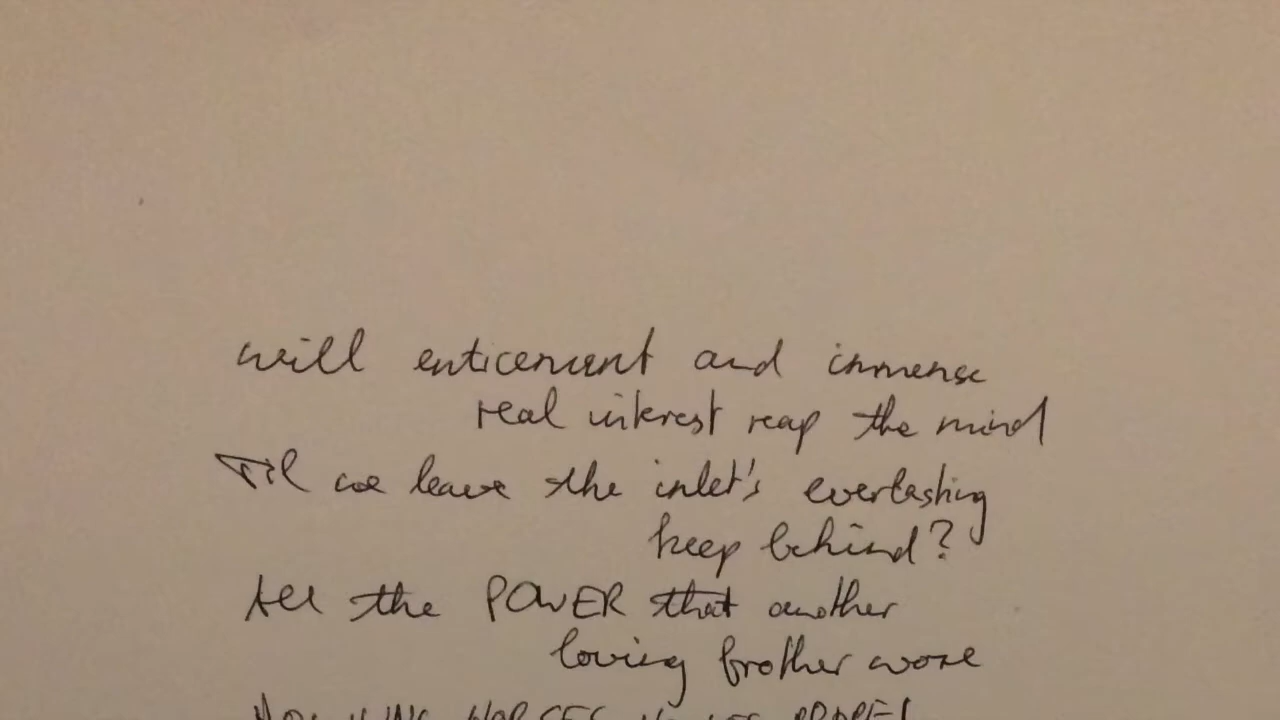 will enticement and immense
real interest reap the mind
Til we leave the inlet's everlasting
keep behind?
All the POWER that another
loving brother wore
HORSES